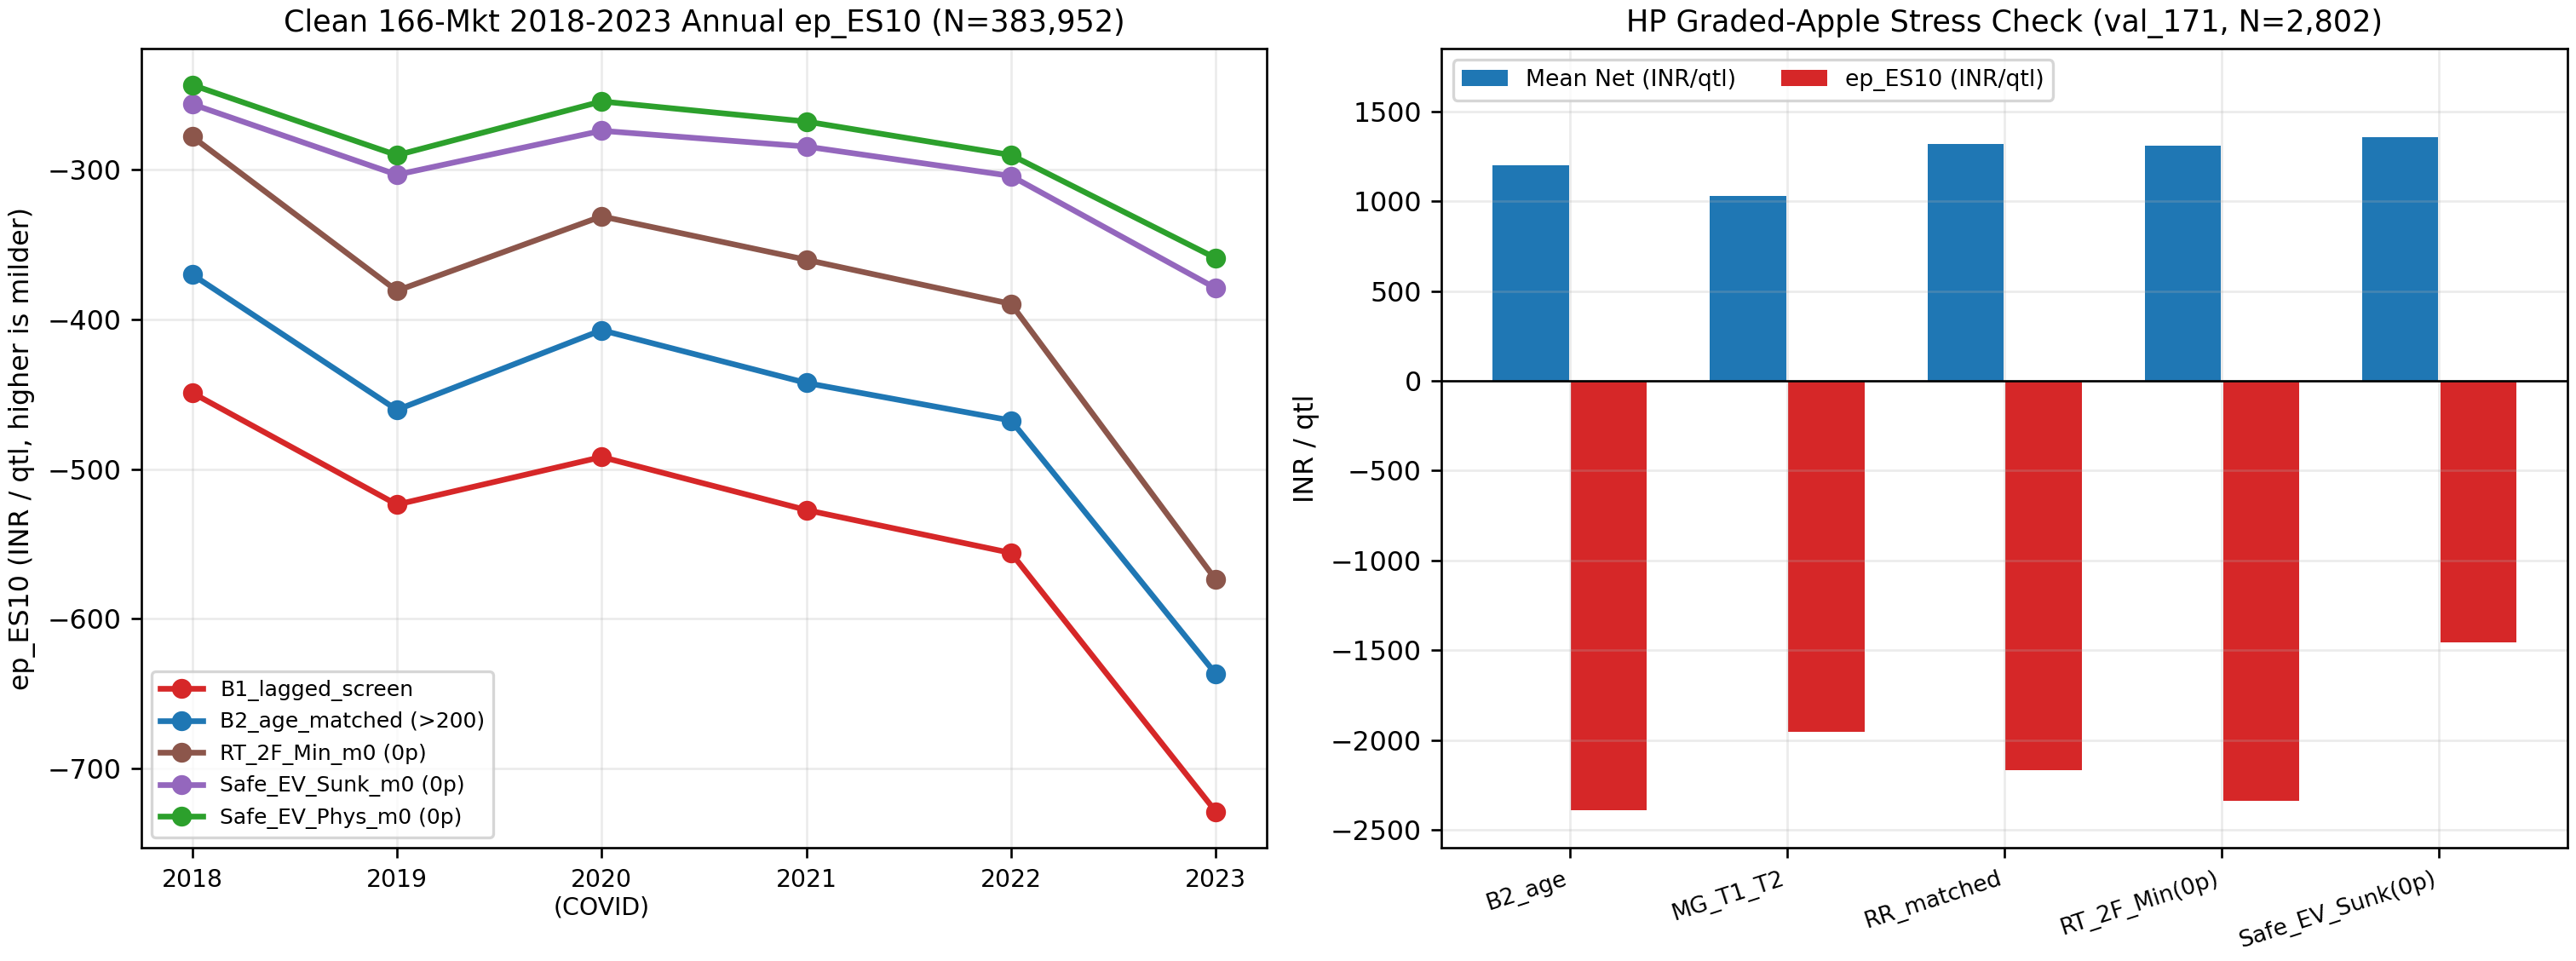 Clean 166-Mkt 2018-2023 Annual ep_ES10 (N=383,952)
ep_ES10 (INR / qtl, higher is milder)
−300
−400
−500
−600
−700
B1_lagged_screen
B2_age_matched (>200)
RT_2F_Min_m0 (0p)
Safe_EV_Sunk_m0 (0p)
Safe_EV_Phys_m0 (0p)
2018
2019
2020
(COVID)
2021
2022
2023
HP Graded-Apple Stress Check (val_171, N=2,802)
Mean Net (INR/qtl)
ep_ES10 (INR/qtl)
INR / qtl
1500
1000
500
0
−500
−1000
−1500
−2000
−2500
B2_age
MG_T1_T2
RR_matched
RT_2F_Min(0p)
Safe_EV_Sunk(0p)